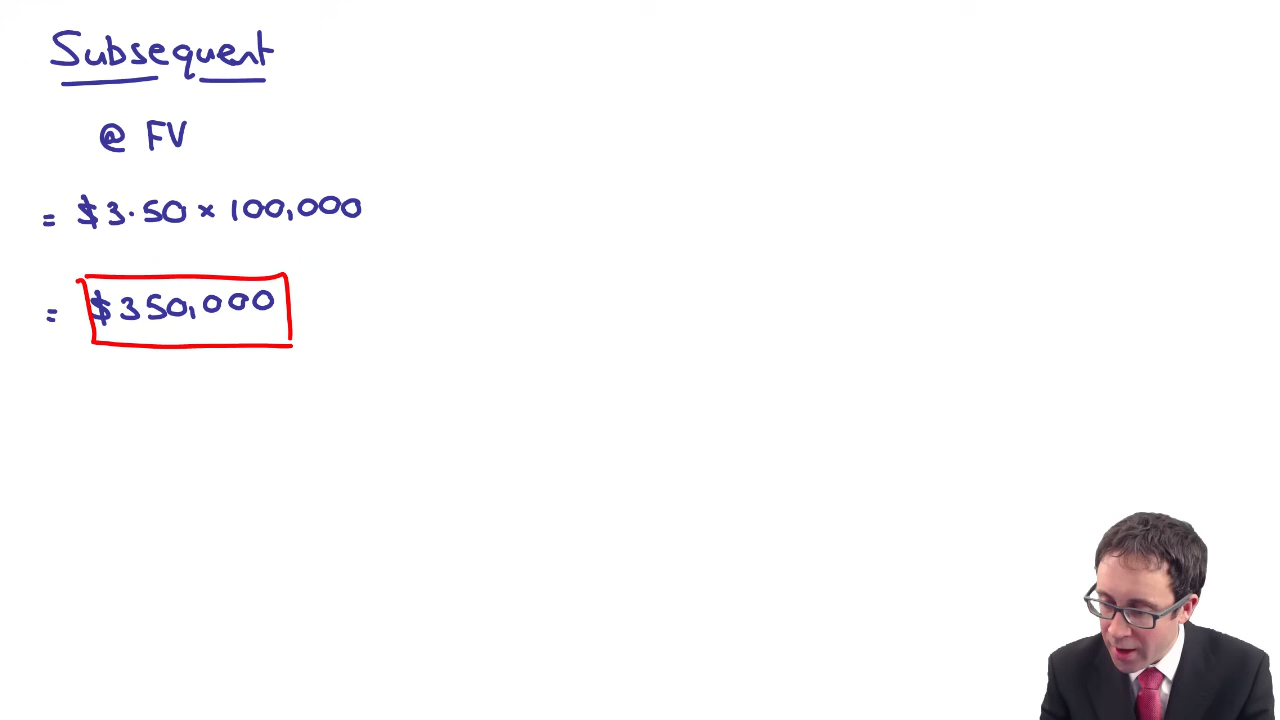 Subsequent
@ FV
= $3.50 × 100,000
= $350,000